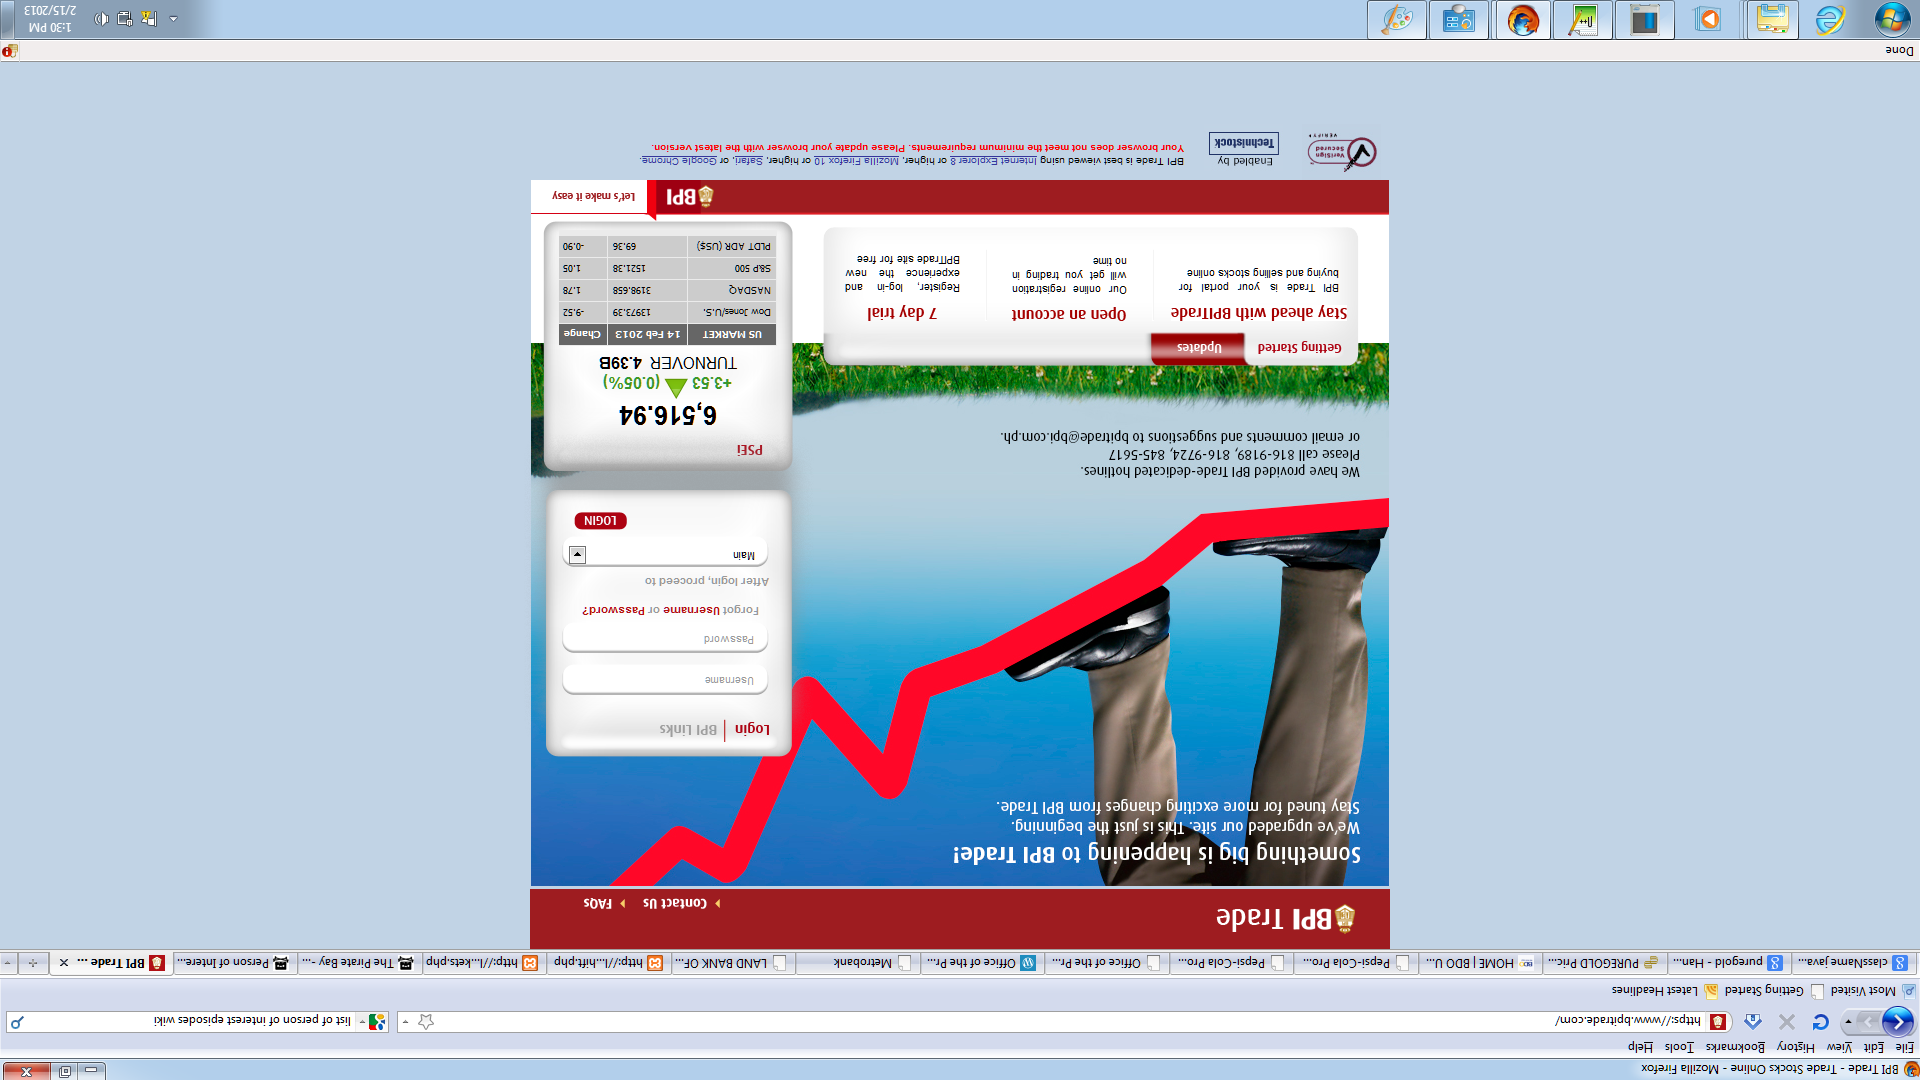 BPI Trade - Trade Stocks Online - Mozilla Firefox
File Edit View History Bookmarks Tools Help
https://www.bpitrade.com/
list of person of interest episodes wiki
Most Visited Getting Started Latest Headlines
className java...
puregold - Han...
PUREGOLD Pric...
HOME | BDO U...
Pepsi-Cola Pro...
Pepsi-Cola Pro...
Office of the Pr...
Office of the Pr...
Metrobank
LAND BANK OF...
http://l...hift.php
http://l...kets.php
The Pirate Bay -...
Person of Intere...
BPI Trade ...
BPI Trade
Contact Us FAQs
Something big is happening to BPI Trade!
We've upgraded our site. This is just the beginning.
Stay tuned for more exciting changes from BPI Trade.
Login BPI Links
Username
Password
Forgot Username or Password?
After login, proceed to
Main
LOGIN
We have provided BPI Trade-dedicated hotlines.
Please call 816-9189, 816-9724, 845-5617
or email comments and suggestions to bpitrade@bpi.com.ph.
PSEi
6,516.94
+3.53 (0.05%)
TURNOVER 4.39B
US MARKET 14 Feb 2013 Change
Dow Jones/U.S. 13973.39 -9.52
NASDAQ 3198.658 1.78
S&P 500 1521.38 1.05
PLDT ADR (US$) 69.36 -0.90
Getting Started Updates
Stay ahead with BPITrade
BPI Trade is your portal for
buying and selling stocks online
Open an account
Our online registration
will get you trading in
no time
7 day trial
Register, log-in and
experience the new
BPITrade site for free
BPI Let's make it easy
VeriSign
Secured
VERIFY
Enabled by
Technistock
BPI Trade is best viewed using Internet Explorer 8 or higher, Mozilla Firefox 10 or higher, Safari, or Google Chrome.
Your browser does not meet the minimum requirements. Please update your browser with the latest version.
Done
1:30 PM
2/15/2013